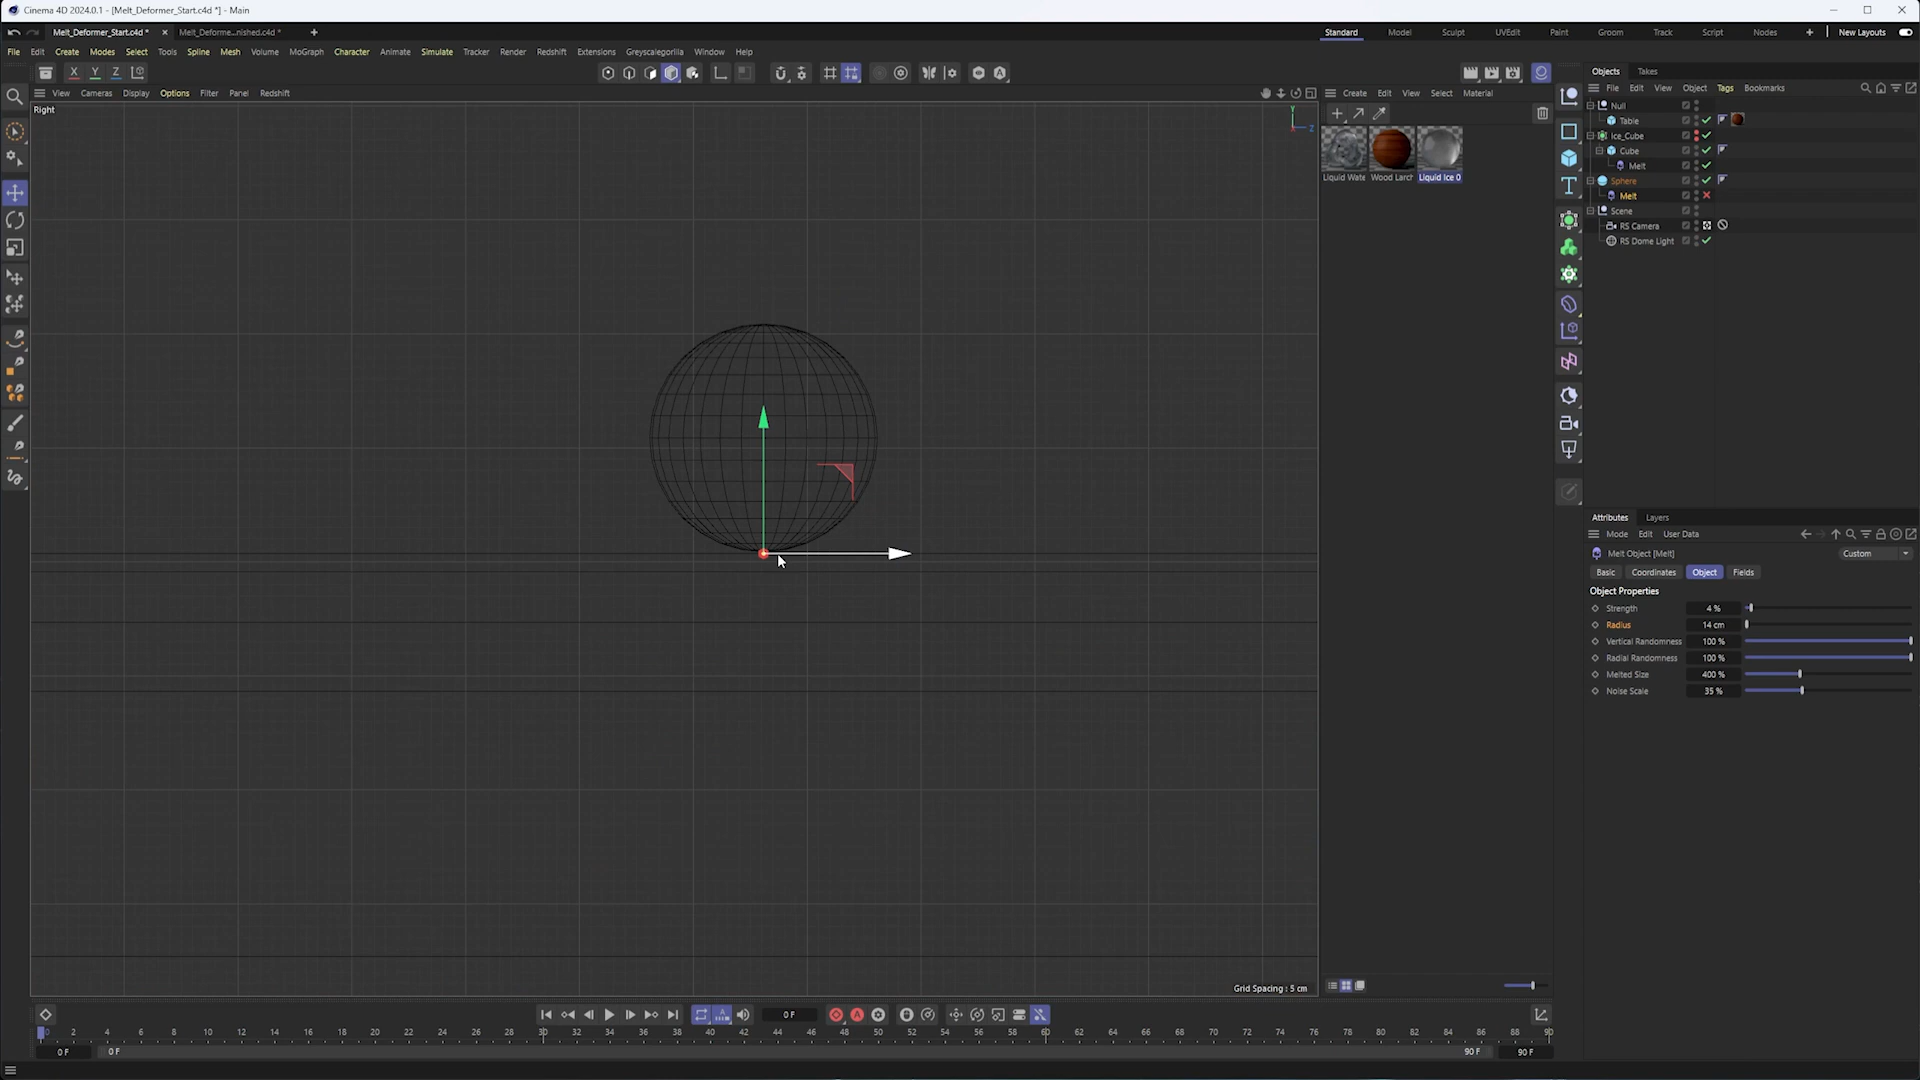 Cinema 4D 2024.0.1 - [Melt_Deformer_Start.c4d *] - Main
Melt_Deformer_Start.c4d *
Melt_Deforme...nished.c4d *
Standard
Model
Sculpt
UVEdit
Paint
Groom
Track
Script
Nodes
New Layouts
File Edit Create Modes Select Tools Spline Mesh Volume MoGraph Character Animate Simulate Tracker Render Redshift Extensions Greyscalegorilla Window Help
X Y Z
Objects Takes
View Cameras Display Options Filter Panel Redshift
Create Edit View Select Material
File Edit View Object Tags Bookmarks
Right
Y
Z
Null
Table
Ice_Cube
Cube
Melt
Sphere
Melt
Scene
RS Camera
RS Dome Light
Liquid Wate
Wood Larch
Liquid Ice 0
Attributes Layers
Mode Edit User Data
Melt Object [Melt]
Custom
Basic Coordinates Object Fields
Object Properties
Strength 4 %
Radius 14 cm
Vertical Randomness 100 %
Radial Randomness 100 %
Melted Size 400 %
Noise Scale 35 %
Grid Spacing : 5 cm
0 F
0 2 4 6 8 10 12 14 16 18 20 22 24 26 28 30 32 34 36 38 40 42 44 46 48 50 52 54 56 58 60 62 64 66 68 70 72 74 76 78 80 82 84 86 88 90
0 F 0 F 90 F 90 F